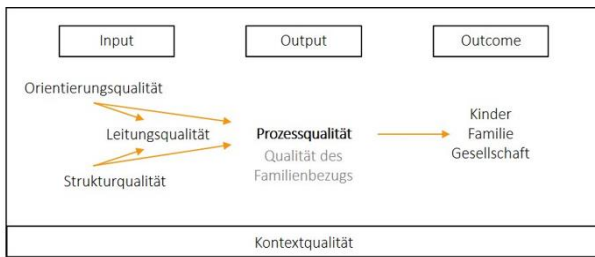 Input
Output
Outcome
Orientierungsqualität
Leitungsqualität
Strukturqualität
Prozessqualität
Qualität des
Familienbezugs
Kinder
Familie
Gesellschaft
Kontextqualität